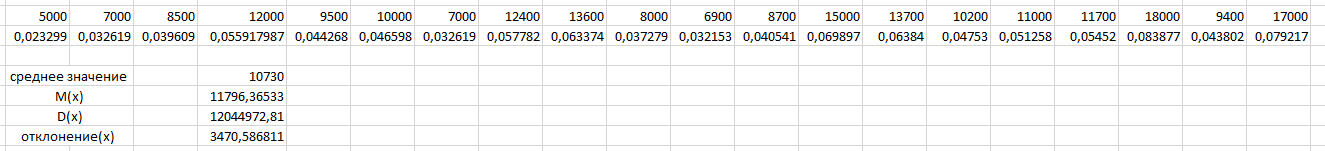 5000 7000 8500 12000 9500 10000 7000 12400 13600 8000 6900 8700 15000 13700 10200 11000 11700 18000 9400 17000
0,023299 0,032619 0,039609 0,055917987 0,044268 0,046598 0,032619 0,057782 0,063374 0,037279 0,032153 0,040541 0,069897 0,06384 0,04753 0,051258 0,05452 0,083877 0,043802 0,079217
среднее значение 10730
M(x) 11796,36533
D(x) 12044972,81
отклонение(x) 3470,586811